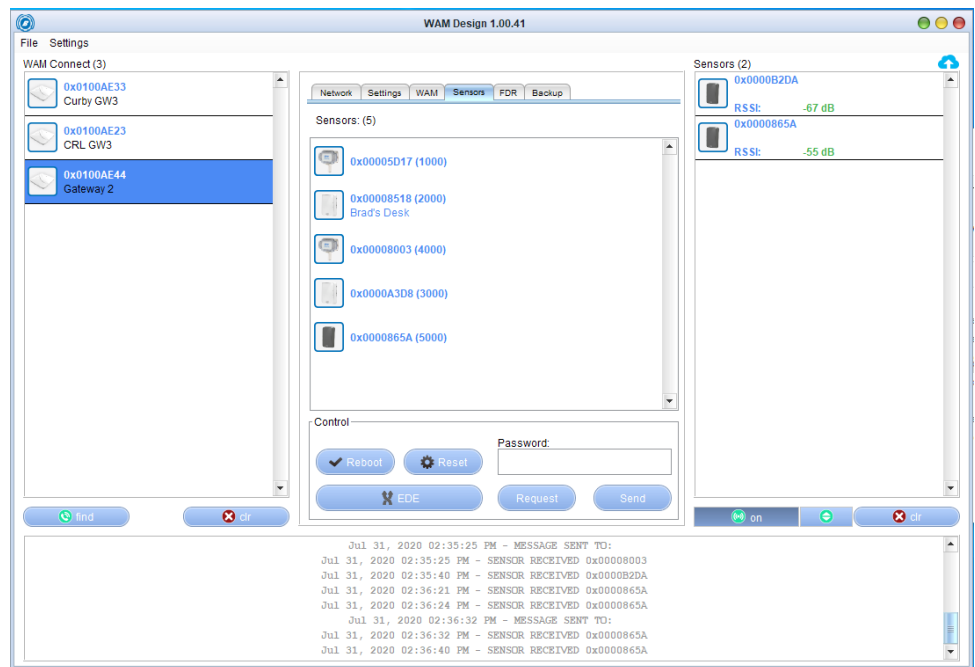 WAM Design 1.00.41
File Settings
WAM Connect (3)
0x0100AE33
Curby GW3
0x0100AE23
CRL GW3
0x0100AE44
Gateway 2
find
clr
Network Settings WAM Sensors FDR Backup
Sensors: (5)
0x00005D17 (1000)
0x00008518 (2000)
Brad's Desk
0x00008003 (4000)
0x0000A3D8 (3000)
0x0000865A (5000)
Control
Password:
Reboot Reset
EDE Request Send
Sensors (2)
0x0000B2DA
RSSI: -67 dB
0x0000865A
RSSI: -55 dB
on
clr
Jul 31, 2020 02:35:25 PM - MESSAGE SENT TO:
Jul 31, 2020 02:35:25 PM - SENSOR RECEIVED 0x00008003
Jul 31, 2020 02:35:40 PM - SENSOR RECEIVED 0x0000B2DA
Jul 31, 2020 02:36:21 PM - SENSOR RECEIVED 0x0000865A
Jul 31, 2020 02:36:24 PM - SENSOR RECEIVED 0x0000865A
Jul 31, 2020 02:36:32 PM - MESSAGE SENT TO:
Jul 31, 2020 02:36:32 PM - SENSOR RECEIVED 0x0000865A
Jul 31, 2020 02:36:40 PM - SENSOR RECEIVED 0x0000865A